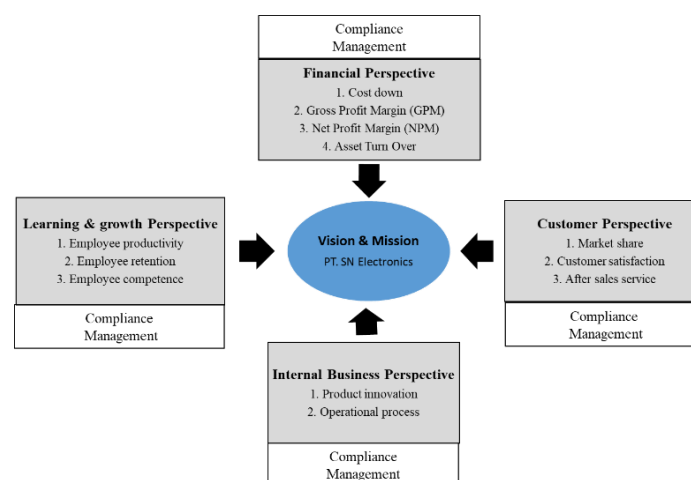 Compliance
Management
Financial Perspective
1. Cost down
2. Gross Profit Margin (GPM)
3. Net Profit Margin (NPM)
4. Asset Turn Over
Learning & growth Perspective
1. Employee productivity
2. Employee retention
3. Employee competence
Compliance
Management
Vision & Mission
PT. SN Electronics
Customer Perspective
1. Market share
2. Customer satisfaction
3. After sales service
Compliance
Management
Internal Business Perspective
1. Product innovation
2. Operational process
Compliance
Management